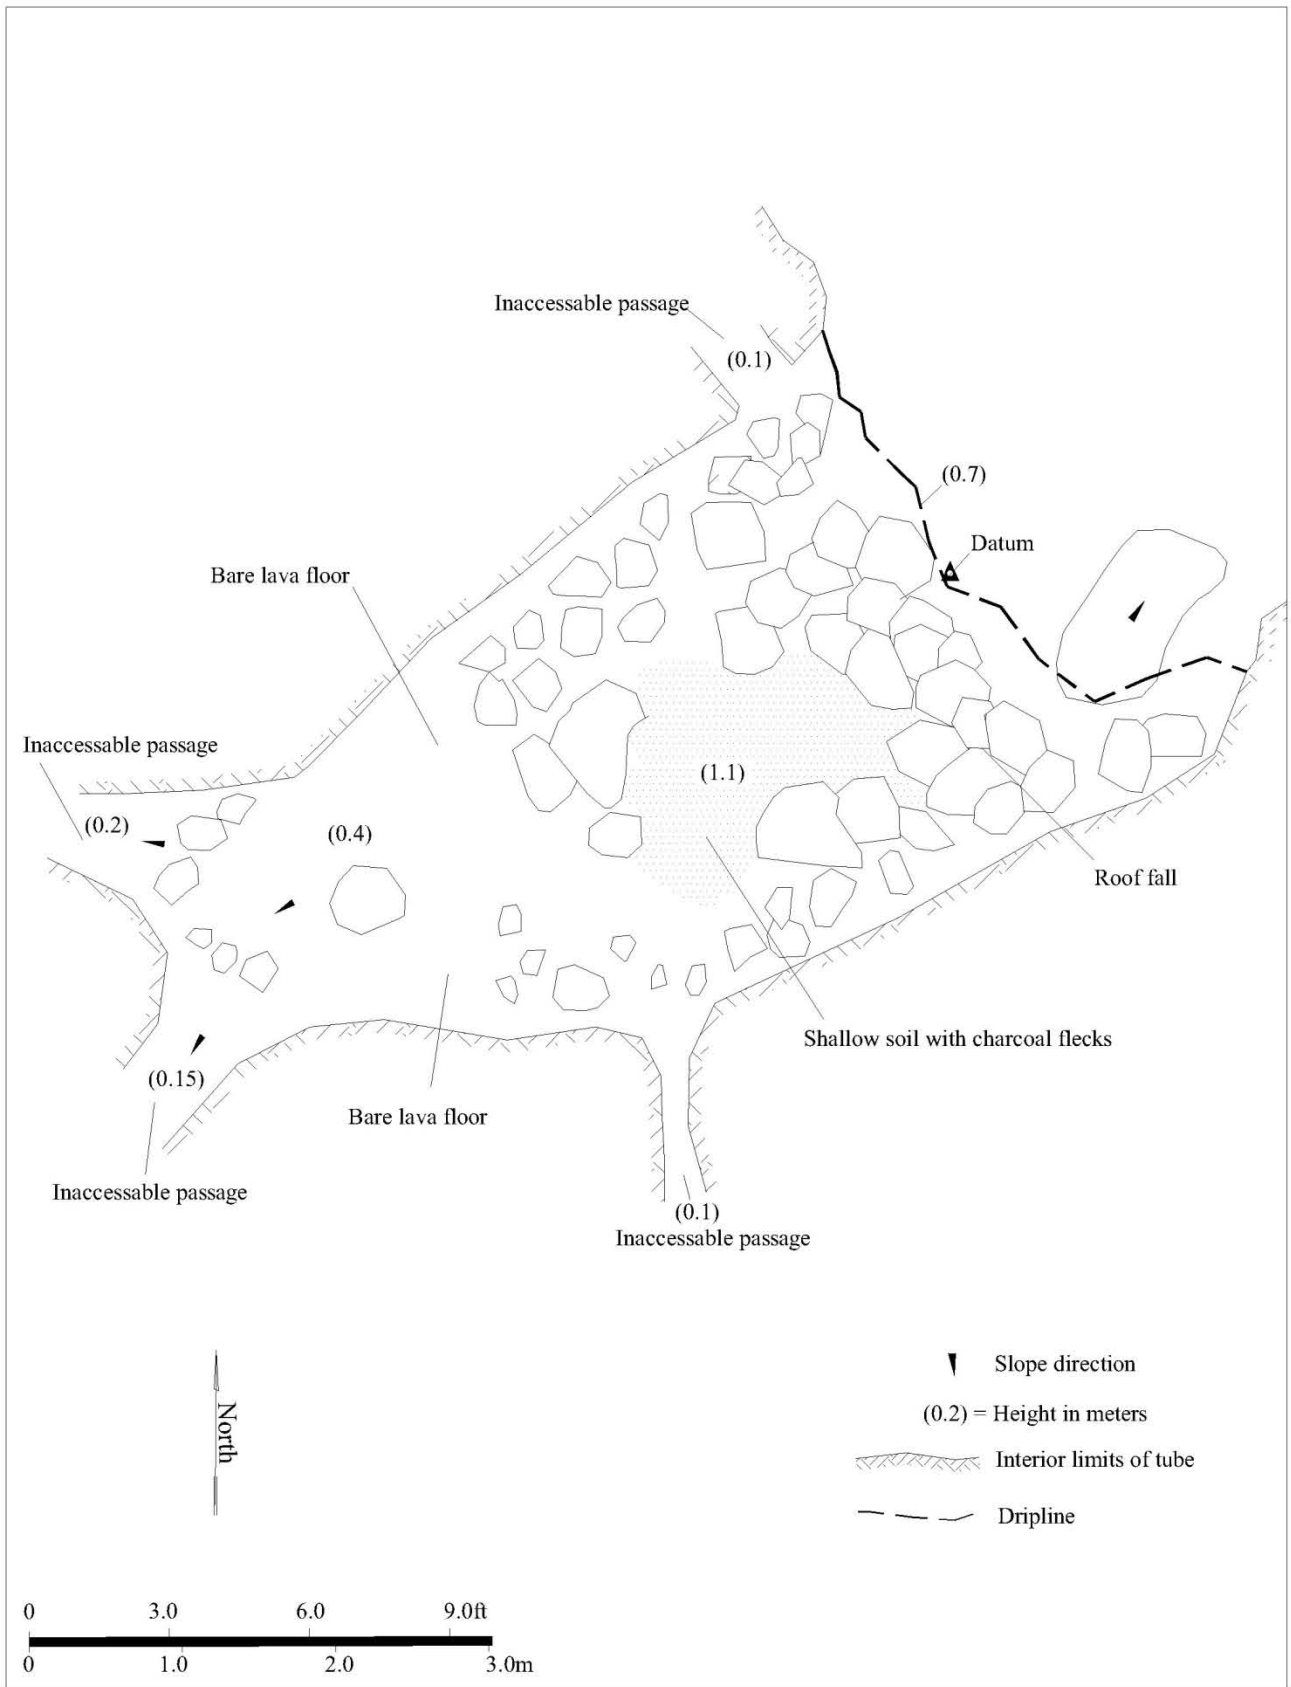 Inaccessable passage
(0.1)
(0.7)
Datum
Bare lava floor
Inaccessable passage
(1.1)
(0.2)
(0.4)
Roof fall
Shallow soil with charcoal flecks
(0.15)
Bare lava floor
Inaccessable passage
(0.1)
Inaccessable passage
Slope direction
(0.2) = Height in meters
North
Interior limits of tube
Dripline
0 3.0 6.0 9.0ft
0 1.0 2.0 3.0m